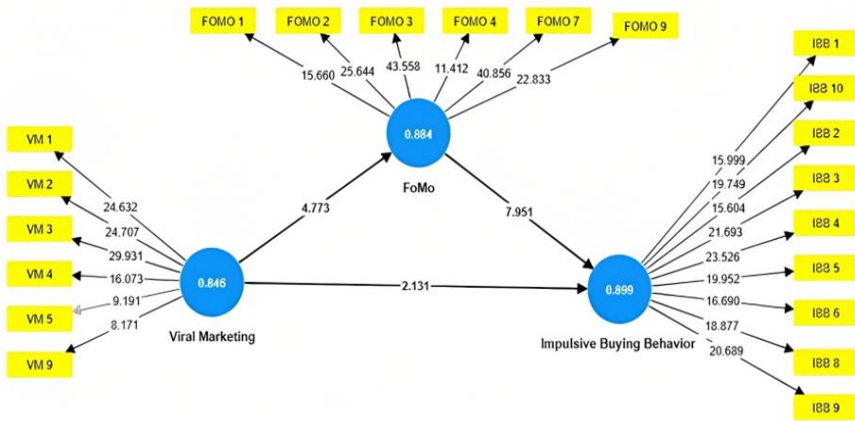 FOMO 1
FOMO 2
FOMO 3
FOMO 4
FOMO 7
FOMO 9
15.660
25.644
43.558
11.412
40.856
22.833
0.884
FoMo
VM 1
VM 2
VM 3
VM 4
VM 5
VM 9
24.632
24.707
29.931
16.073
9.191
8.171
0.846
Viral Marketing
4.773
7.951
2.131
0.899
Impulsive Buying Behavior
15.999
19.749
15.604
21.693
23.526
19.952
16.690
18.877
20.689
IBB 1
IBB 10
IBB 2
IBB 3
IBB 4
IBB 5
IBB 6
IBB 8
IBB 9